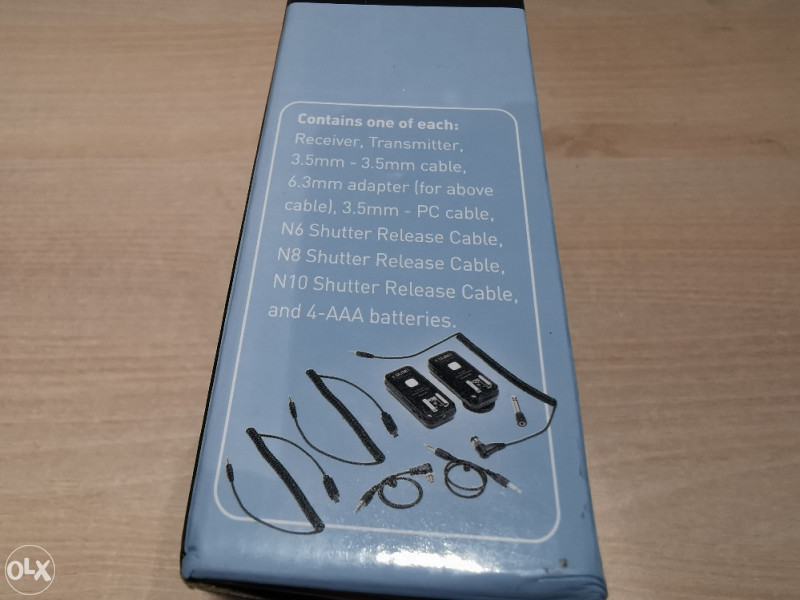 Contains one of each:
Receiver, Transmitter,
3.5mm - 3.5mm cable,
6.3mm adapter (for above
cable), 3.5mm - PC cable,
N6 Shutter Release Cable,
N8 Shutter Release Cable,
N10 Shutter Release Cable,
and 4-AAA batteries.
OLX